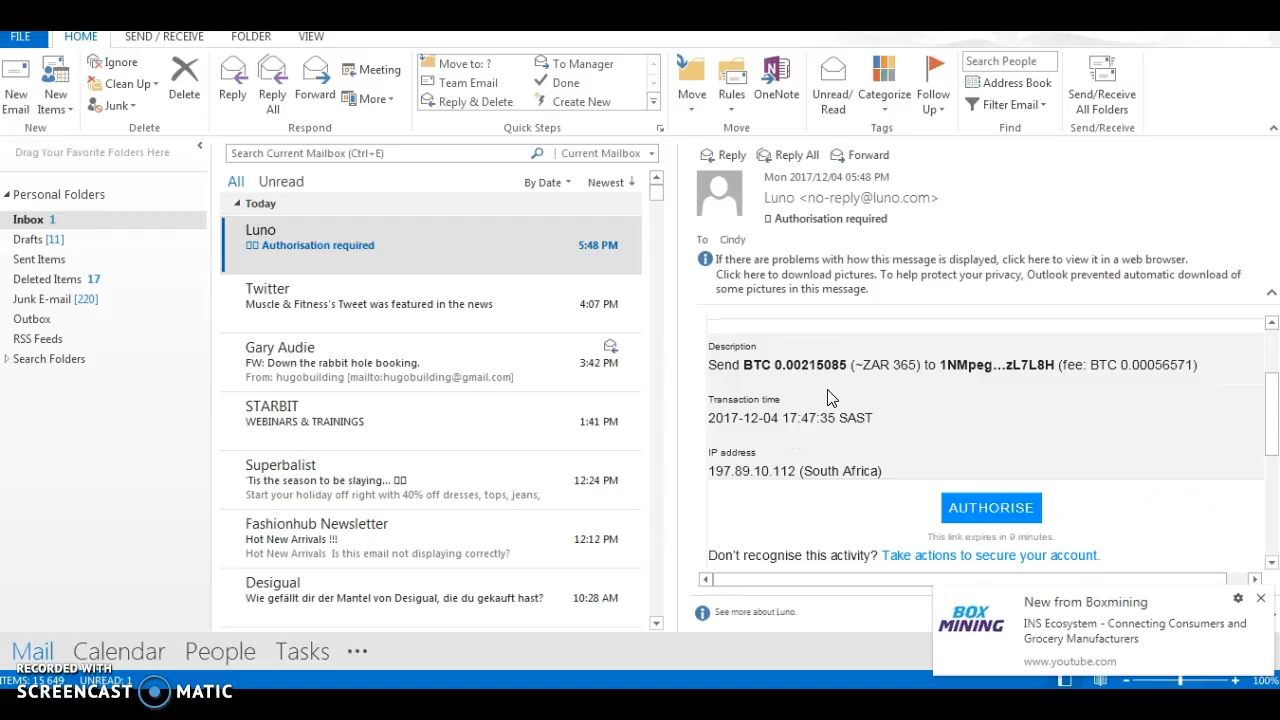 FILE HOME SEND / RECEIVE FOLDER VIEW
New Email
New Items
Ignore
Clean Up
Junk
Delete
Reply
Reply All
Forward
Meeting
More
Move to: ?
To Manager
Team Email
Done
Reply & Delete
Create New
Move
Rules
OneNote
Unread/ Read
Categorize
Follow Up
Search People
Address Book
Filter Email
Send/Receive All Folders
New Delete Respond Quick Steps Move Tags Find Send/Receive
Drag Your Favorite Folders Here
Personal Folders
Inbox 1
Drafts [11]
Sent Items
Deleted Items 17
Junk E-mail [220]
Outbox
RSS Feeds
Search Folders
Search Current Mailbox (Ctrl+E) Current Mailbox
All Unread By Date Newest
Today
Luno
Authorisation required 5:48 PM
Twitter
Muscle & Fitness's Tweet was featured in the news 4:07 PM
Gary Audie
FW: Down the rabbit hole booking. 3:42 PM
From: hugobuilding [mailto:hugobuilding@gmail.com]
STARBIT
WEBINARS & TRAININGS 1:41 PM
Superbalist
'Tis the season to be slaying... 12:24 PM
Start your holiday off right with 40% off dresses, tops, jeans,
Fashionhub Newsletter
Hot New Arrivals !!! 12:12 PM
Hot New Arrivals Is this email not displaying correctly?
Desigual
Wie gefällt dir der Mantel von Desigual, die du gekauft hast? 10:28 AM
Reply Reply All Forward
Mon 2017/12/04 05:48 PM
Luno <no-reply@luno.com>
Authorisation required
To Cindy
If there are problems with how this message is displayed, click here to view it in a web browser.
Click here to download pictures. To help protect your privacy, Outlook prevented automatic download of
some pictures in this message.
Description
Send BTC 0.00215085 (~ZAR 365) to 1NMpeg...zL7L8H (fee: BTC 0.00056571)
Transaction time
2017-12-04 17:47:35 SAST
IP address
197.89.10.112 (South Africa)
AUTHORISE
This link expires in 9 minutes.
Don't recognise this activity? Take actions to secure your account.
See more about Luno.
BOX MINING
New from Boxmining
INS Ecosystem - Connecting Consumers and
Grocery Manufacturers
www.youtube.com
Mail Calendar People Tasks •••
RECORDED WITH
ITEMS: 15 649 UNREAD: 1 100%
SCREENCAST MATIC